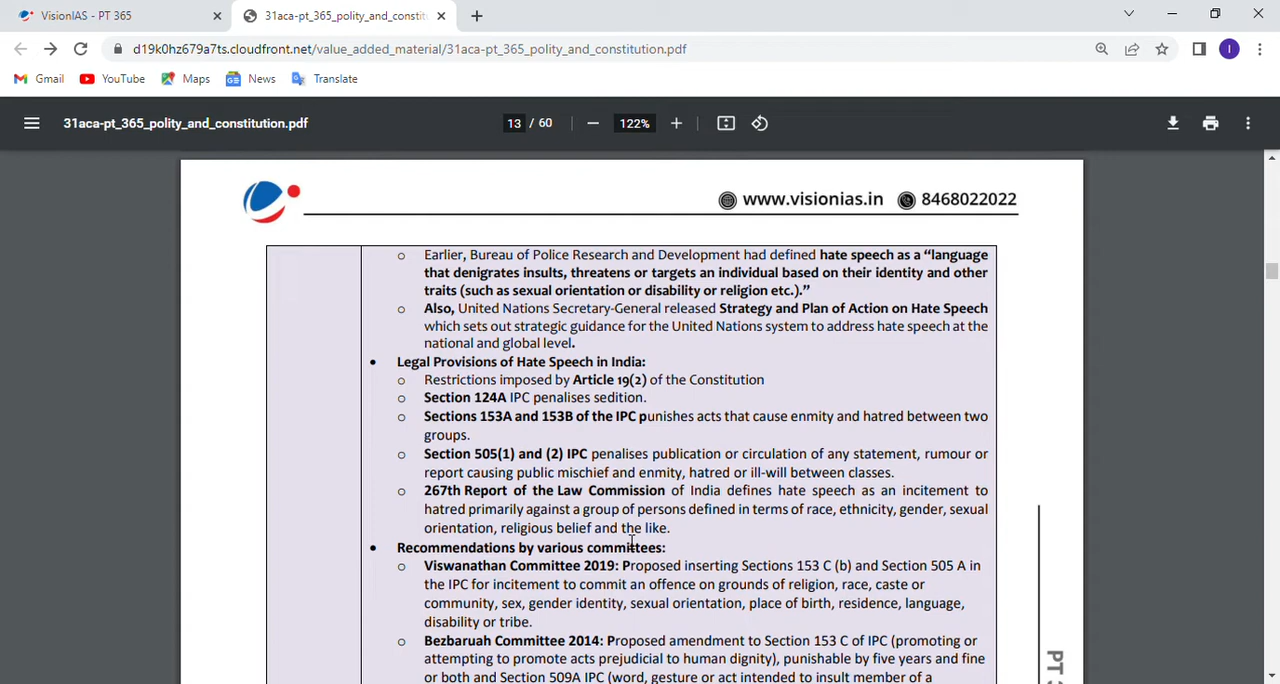 VisionIAS - PT 365
31aca-pt_365_polity_and_constit
d19k0hz679a7ts.cloudfront.net/value_added_material/31aca-pt_365_polity_and_constitution.pdf
I
Gmail YouTube Maps News Translate
31aca-pt_365_polity_and_constitution.pdf 13 / 60 122%
www.visionias.in 8468022022
o Earlier, Bureau of Police Research and Development had defined hate speech as a “language
that denigrates insults, threatens or targets an individual based on their identity and other
traits (such as sexual orientation or disability or religion etc.).”
o Also, United Nations Secretary-General released Strategy and Plan of Action on Hate Speech
which sets out strategic guidance for the United Nations system to address hate speech at the
national and global level.
• Legal Provisions of Hate Speech in India:
o Restrictions imposed by Article 19(2) of the Constitution
o Section 124A IPC penalises sedition.
o Sections 153A and 153B of the IPC punishes acts that cause enmity and hatred between two
groups.
o Section 505(1) and (2) IPC penalises publication or circulation of any statement, rumour or
report causing public mischief and enmity, hatred or ill-will between classes.
o 267th Report of the Law Commission of India defines hate speech as an incitement to
hatred primarily against a group of persons defined in terms of race, ethnicity, gender, sexual
orientation, religious belief and the like.
• Recommendations by various committees:
o Viswanathan Committee 2019: Proposed inserting Sections 153 C (b) and Section 505 A in
the IPC for incitement to commit an offence on grounds of religion, race, caste or
community, sex, gender identity, sexual orientation, place of birth, residence, language,
disability or tribe.
o Bezbaruah Committee 2014: Proposed amendment to Section 153 C of IPC (promoting or
attempting to promote acts prejudicial to human dignity), punishable by five years and fine
or both and Section 509A IPC (word, gesture or act intended to insult member of a
PT